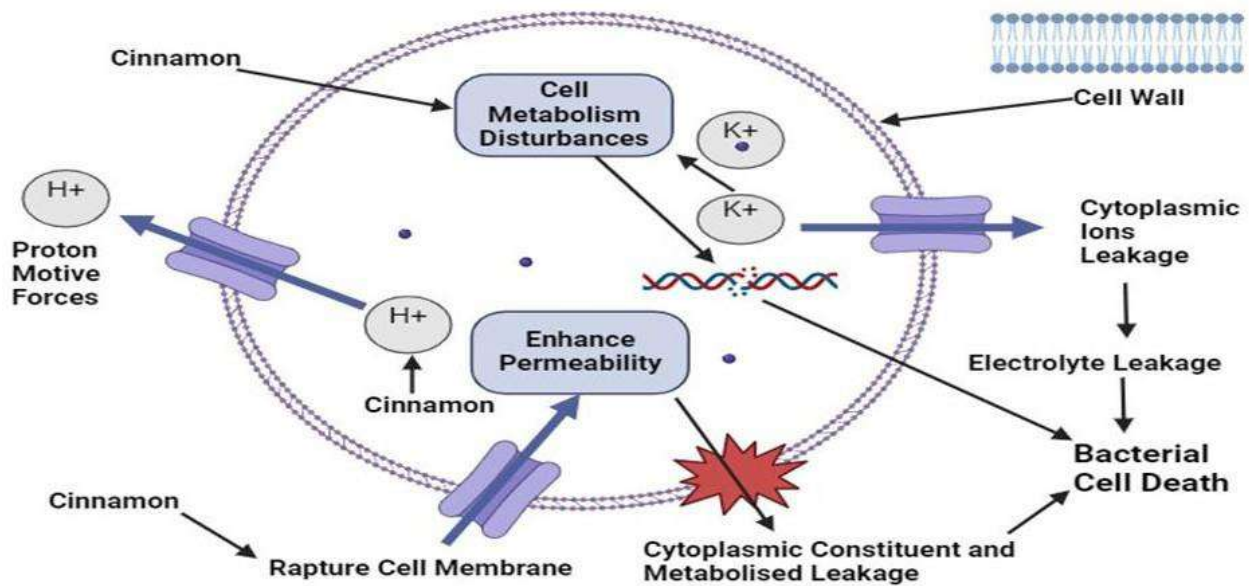 Cinnamon
Cell
Metabolism
Disturbances
K+
K+
Cell Wall
H+
Proton
Motive
Forces
Cytoplasmic
Ions
Leakage
H+
Enhance
Permeability
Cinnamon
Electrolyte Leakage
Bacterial
Cell Death
Cinnamon
Rapture Cell Membrane
Cytoplasmic Constituent and
Metabolised Leakage